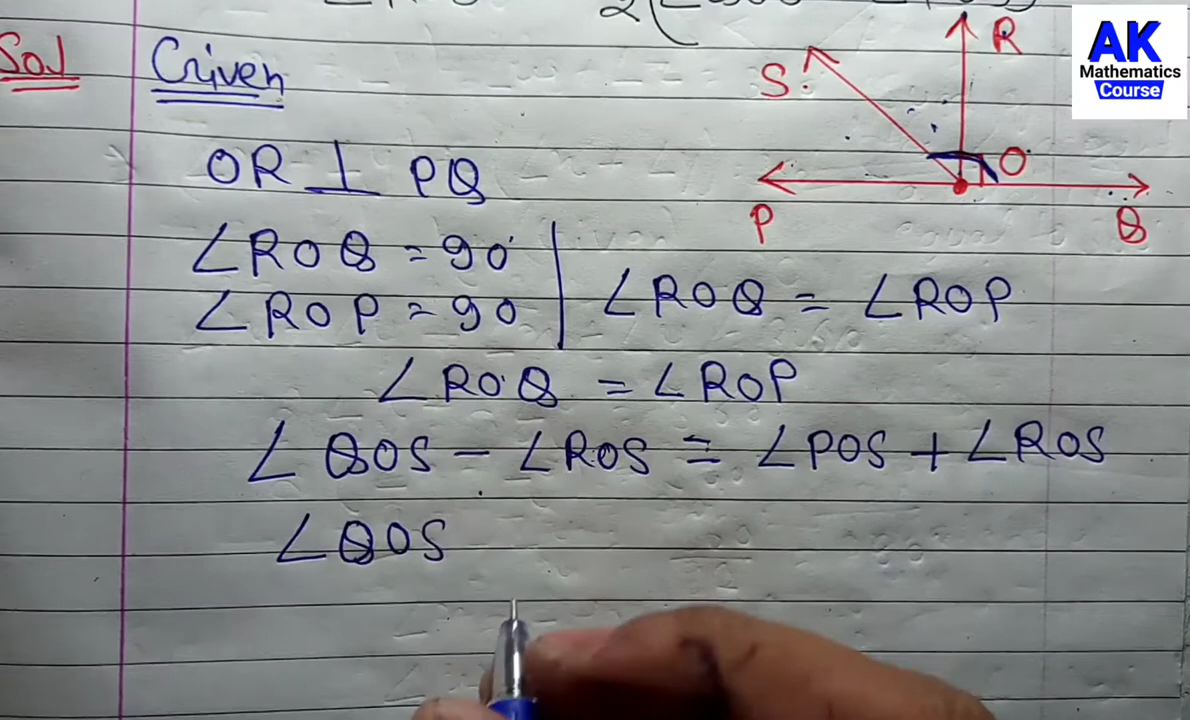 Sol
Given
OR ⊥ PQ
∠ROQ = 90°
∠ROP = 90
∠ROQ = ∠ROP
∠ROQ = ∠ROP
∠QOS - ∠ROS = ∠POS + ∠ROS
∠QOS
R
S
O
P
Q
AK
Mathematics
Course